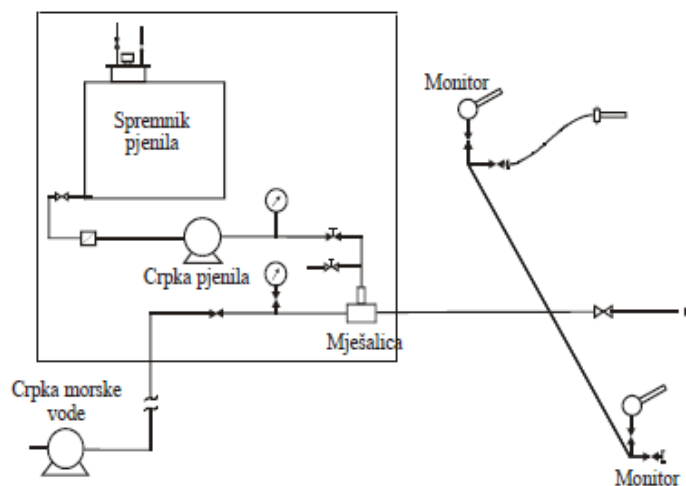 Monitor
Spremnik
pjenila
Crpka pjenila
Mješalica
Crpka morske
vode
Monitor